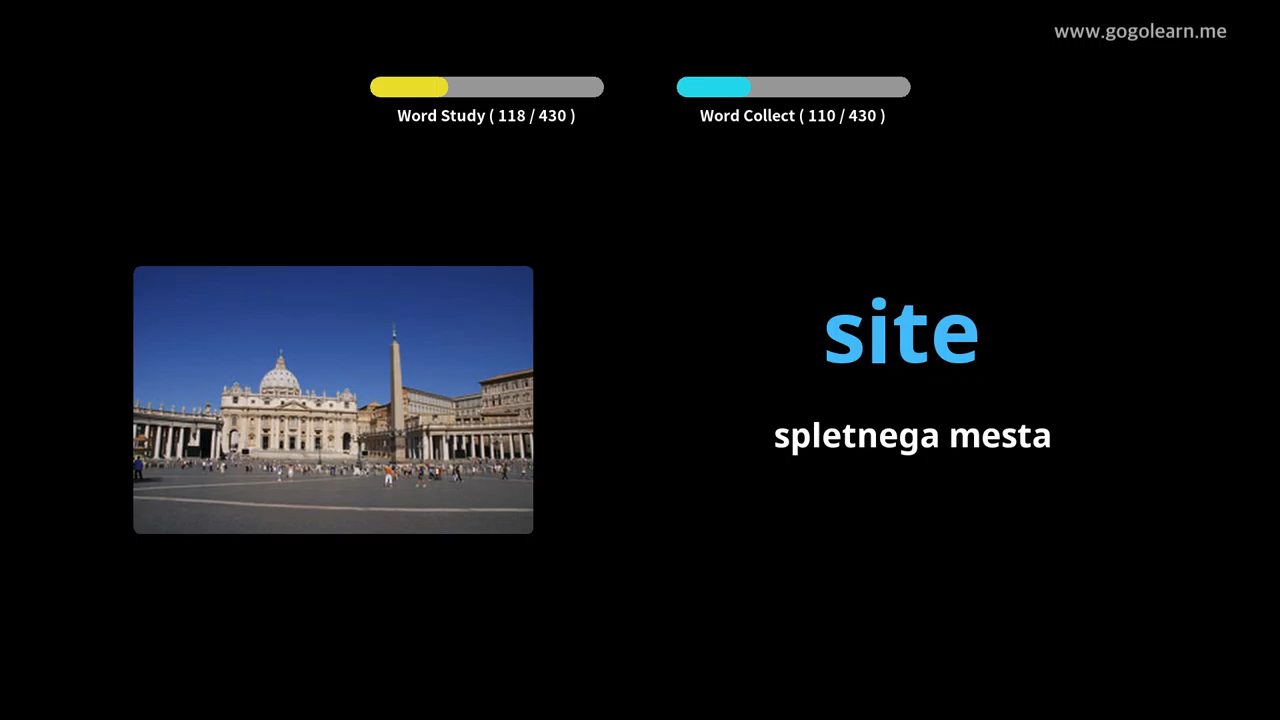 www.gogolearn.me
Word Study ( 118 / 430 )
Word Collect ( 110 / 430 )
site
spletnega mesta